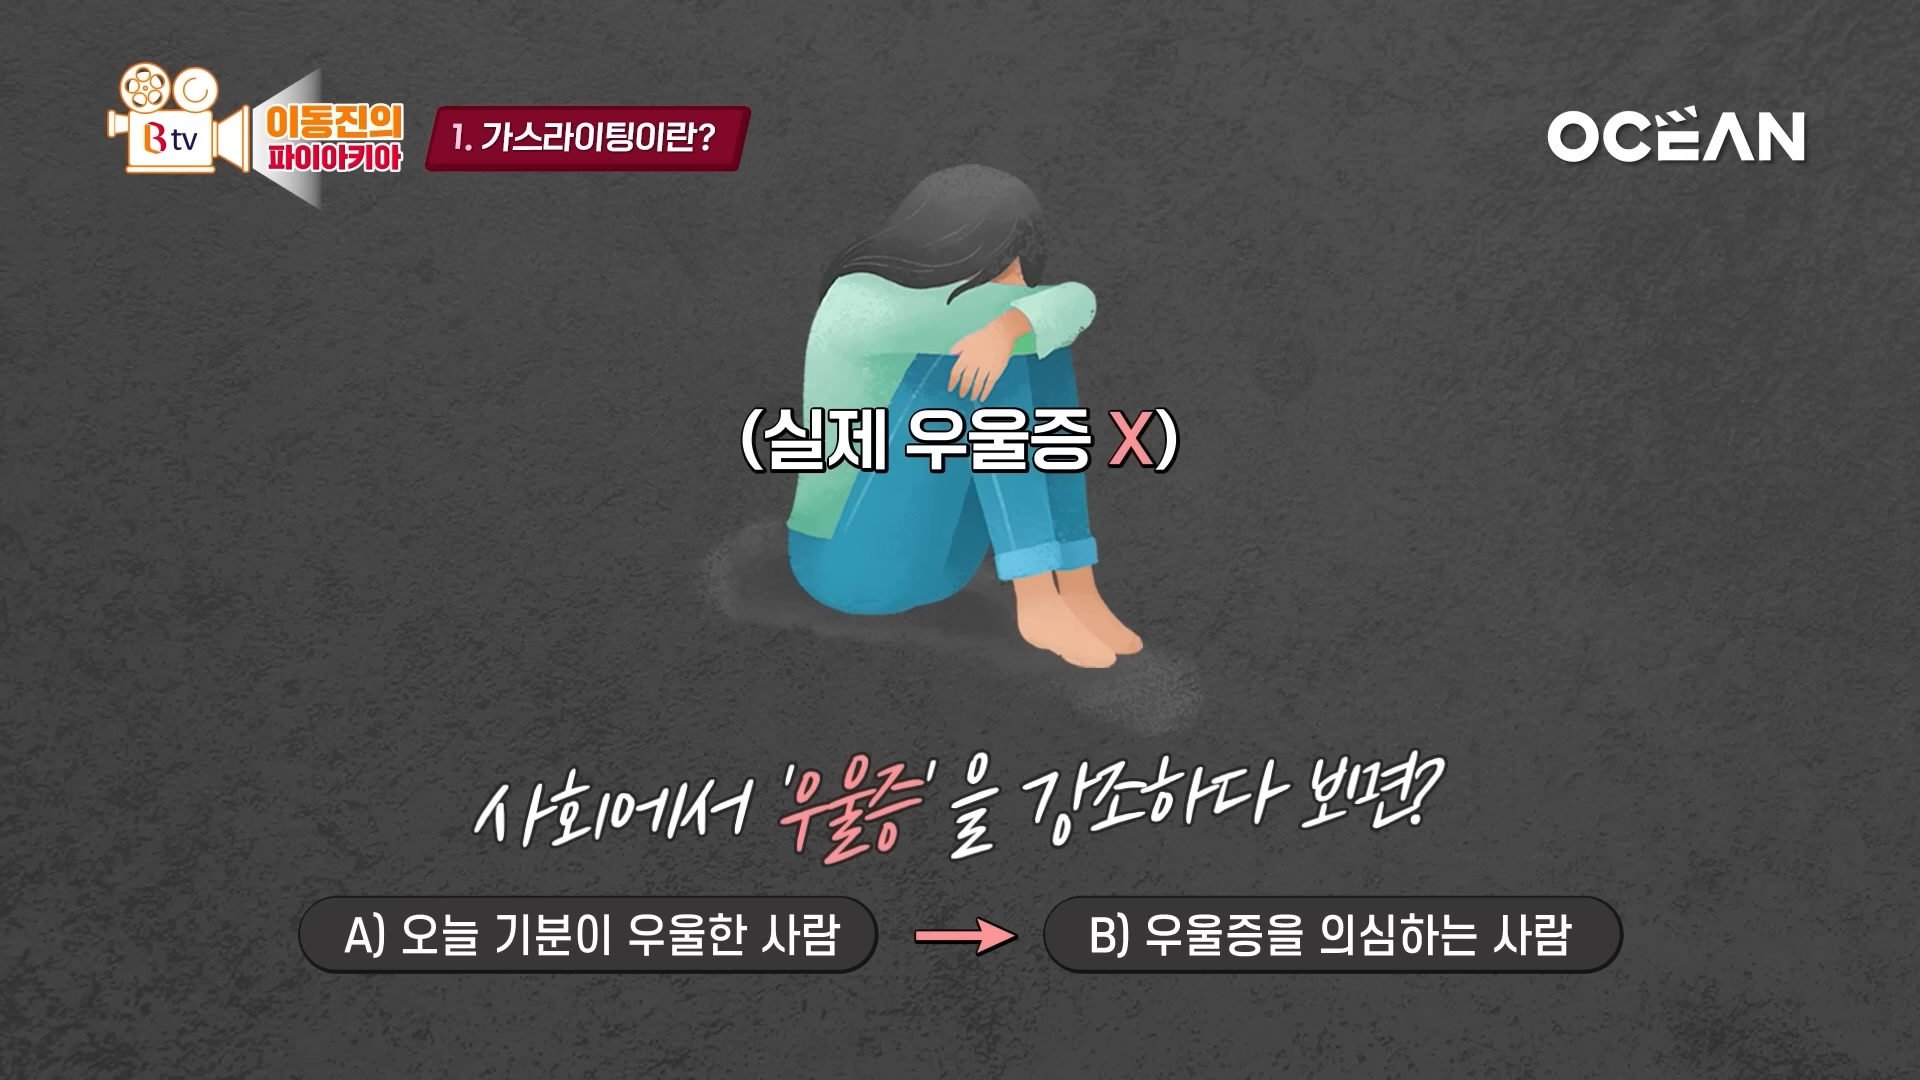 B tv
이동진의
파이아키아
1. 가스라이팅이란?
OCEAN
(실제 우울증 X)
사회에서 '우울증'을 강조하다 보면?
A) 오늘 기분이 우울한 사람
B) 우울증을 의심하는 사람